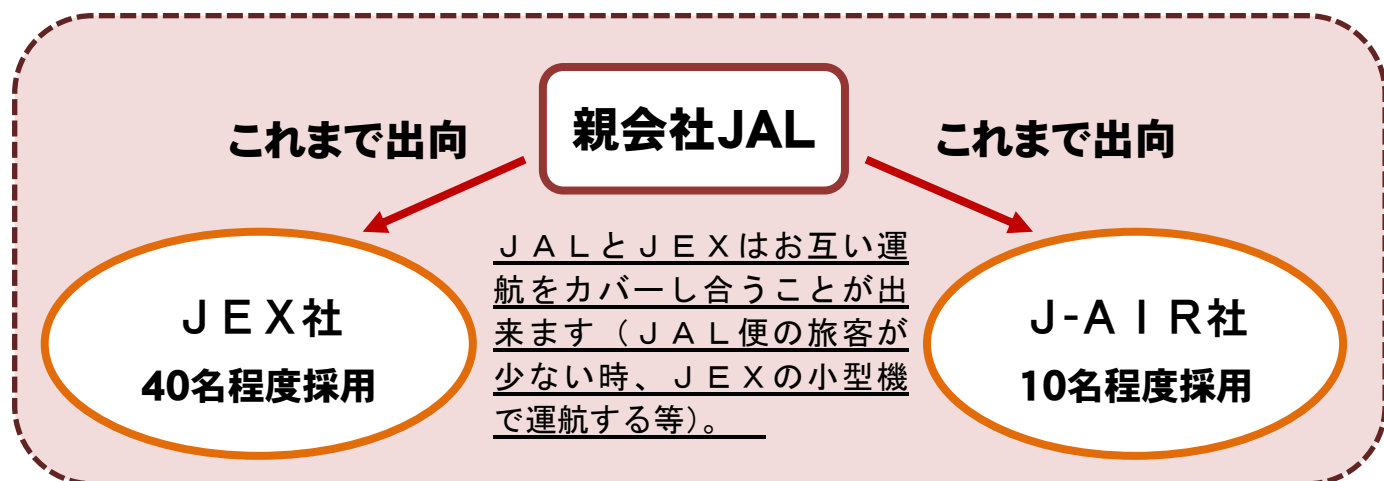 親会社JAL
これまで出向
これまで出向
JEX社
40名程度採用
JALとJEXはお互い運
航をカバーし合うことが出
来ます(JAL便の旅客が
少ない時、JEXの小型機
で運航する等)。
J-AIR社
10名程度採用